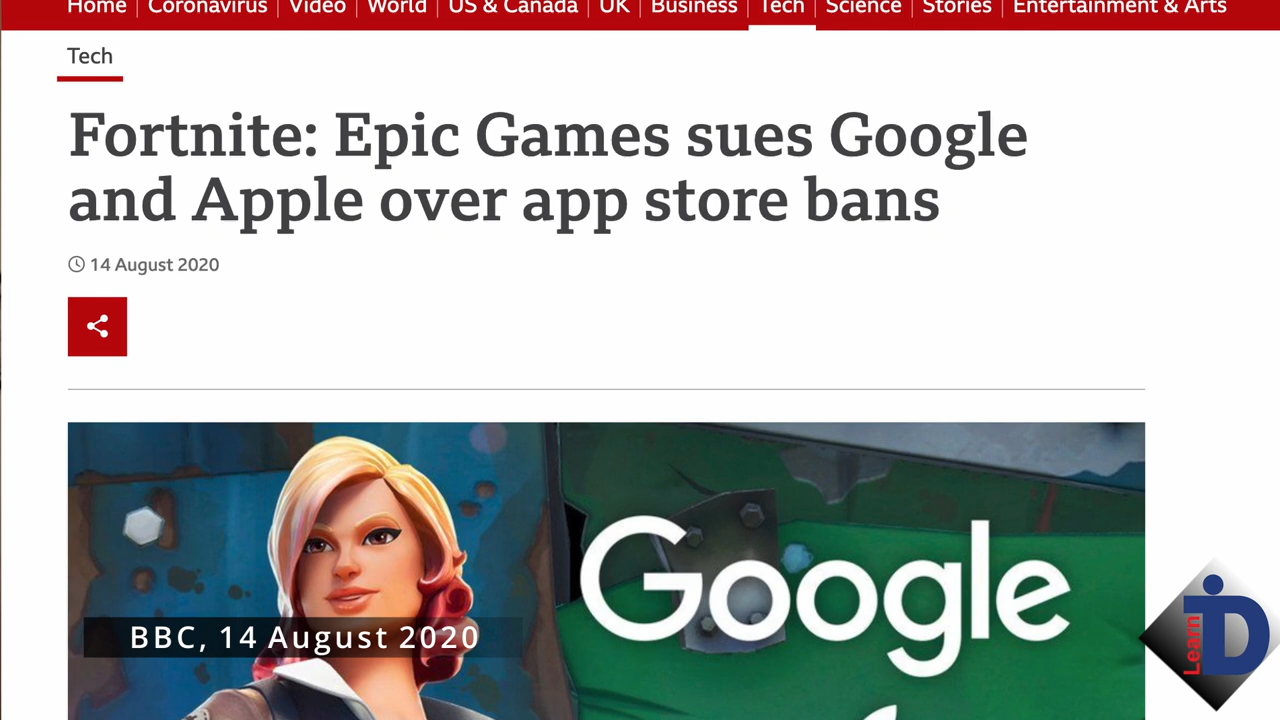 Home Coronavirus Video World US & Canada UK Business Tech Science Stories Entertainment & Arts
Tech
Fortnite: Epic Games sues Google
and Apple over app store bans
14 August 2020
Google
BBC, 14 August 2020
Learn
iD